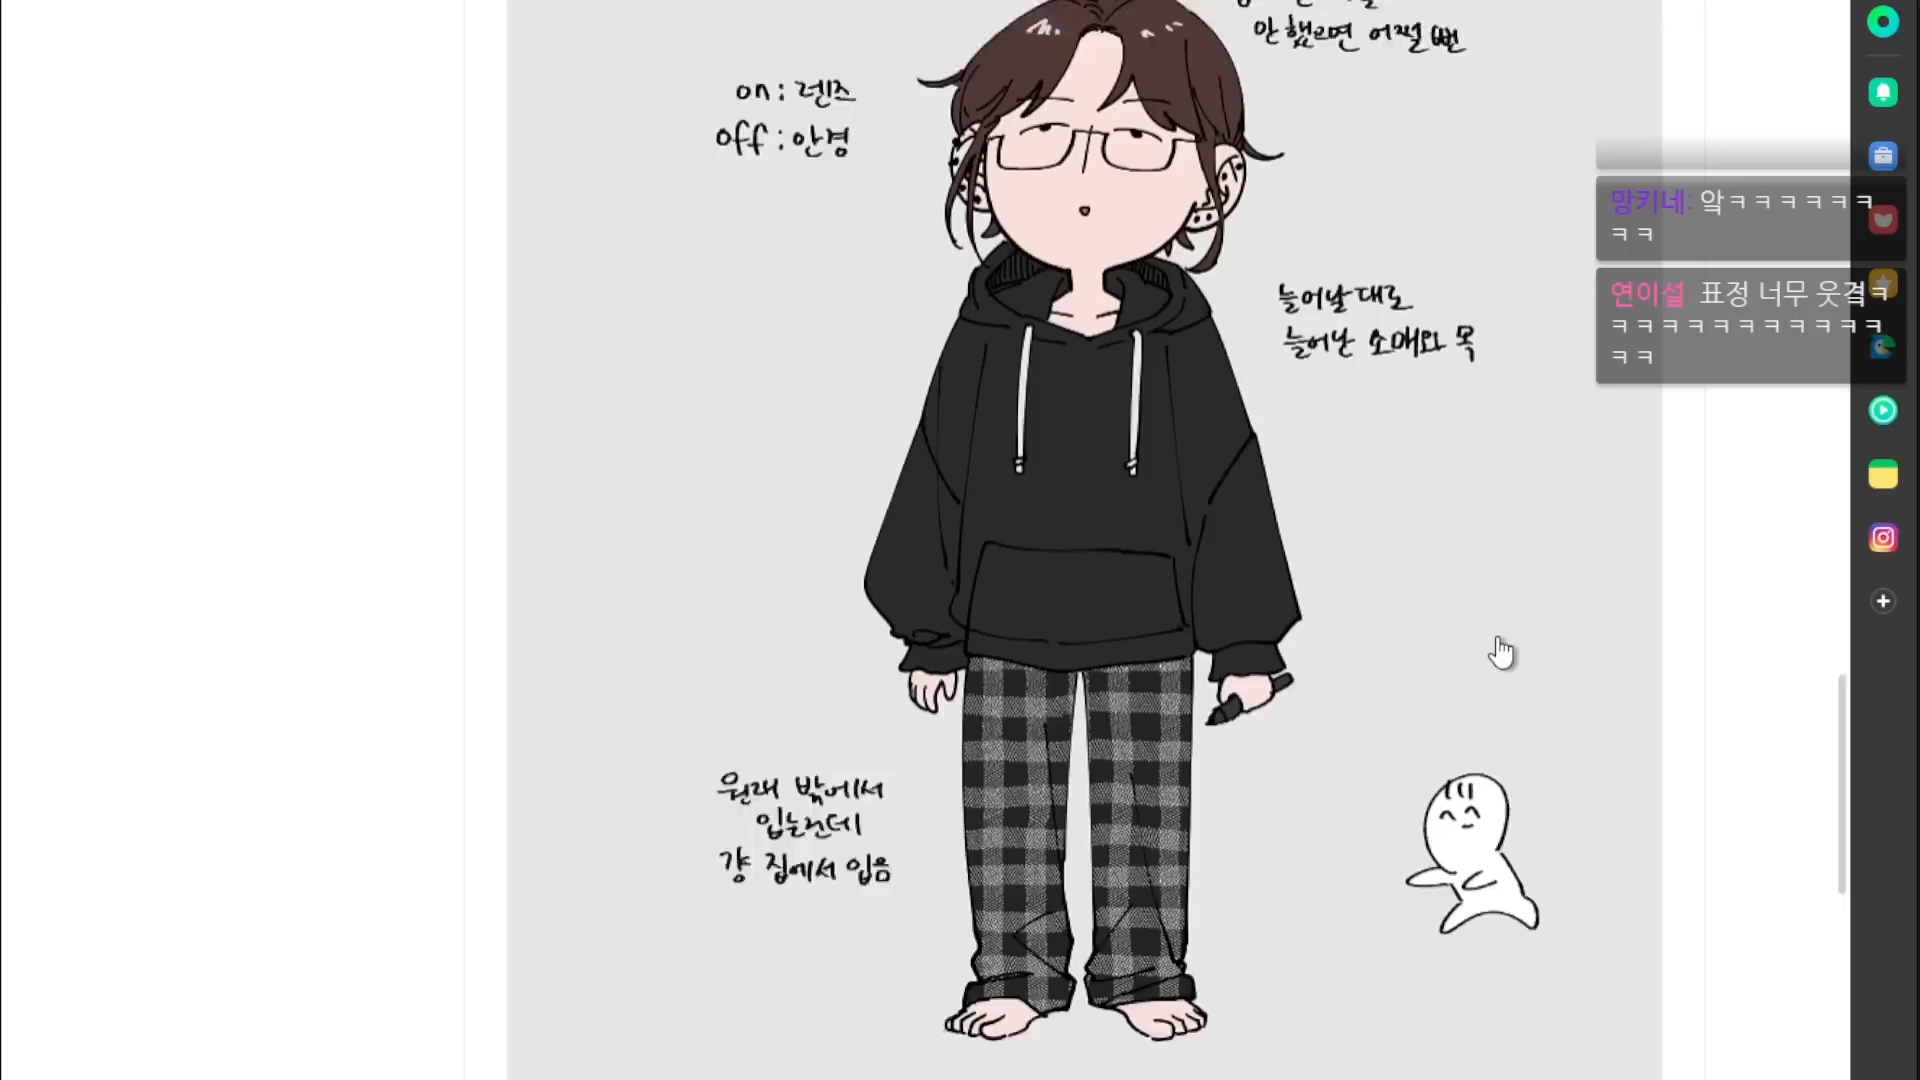 안 했으면 어쩔 뻔
on : 렌즈
off : 안경
망키네: 앜ㅋㅋㅋㅋㅋㅋ
ㅋㅋ
연이설: 표정 너무 웃겨ㅋ
ㅋㅋㅋㅋㅋㅋㅋㅋㅋㅋㅋ
ㅋㅋ
늘어날대로
늘어난 소매와 목
원래 밖에서
입는건데
걍 집에서 입음